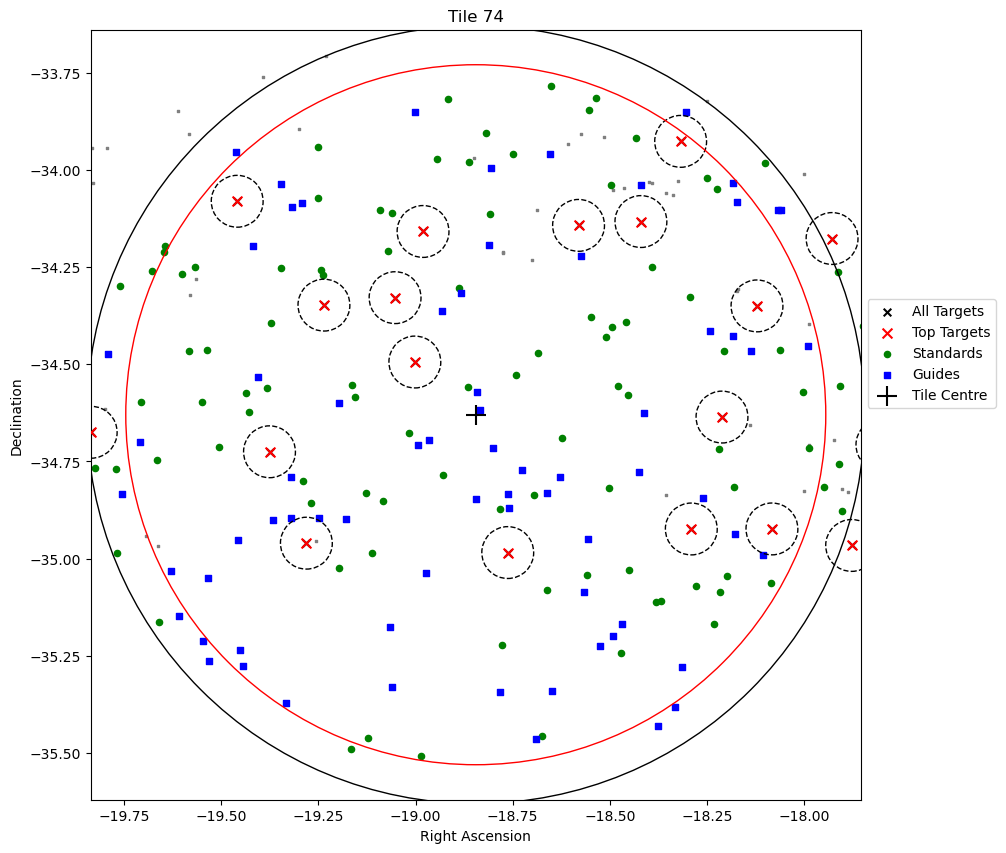 Tile 74
−33.75
−34.00
−34.25
−34.50
−34.75
−35.00
−35.25
−35.50
Declination
−19.75
−19.50
−19.25
−19.00
−18.75
−18.50
−18.25
−18.00
Right Ascension
All Targets
Top Targets
Standards
Guides
Tile Centre